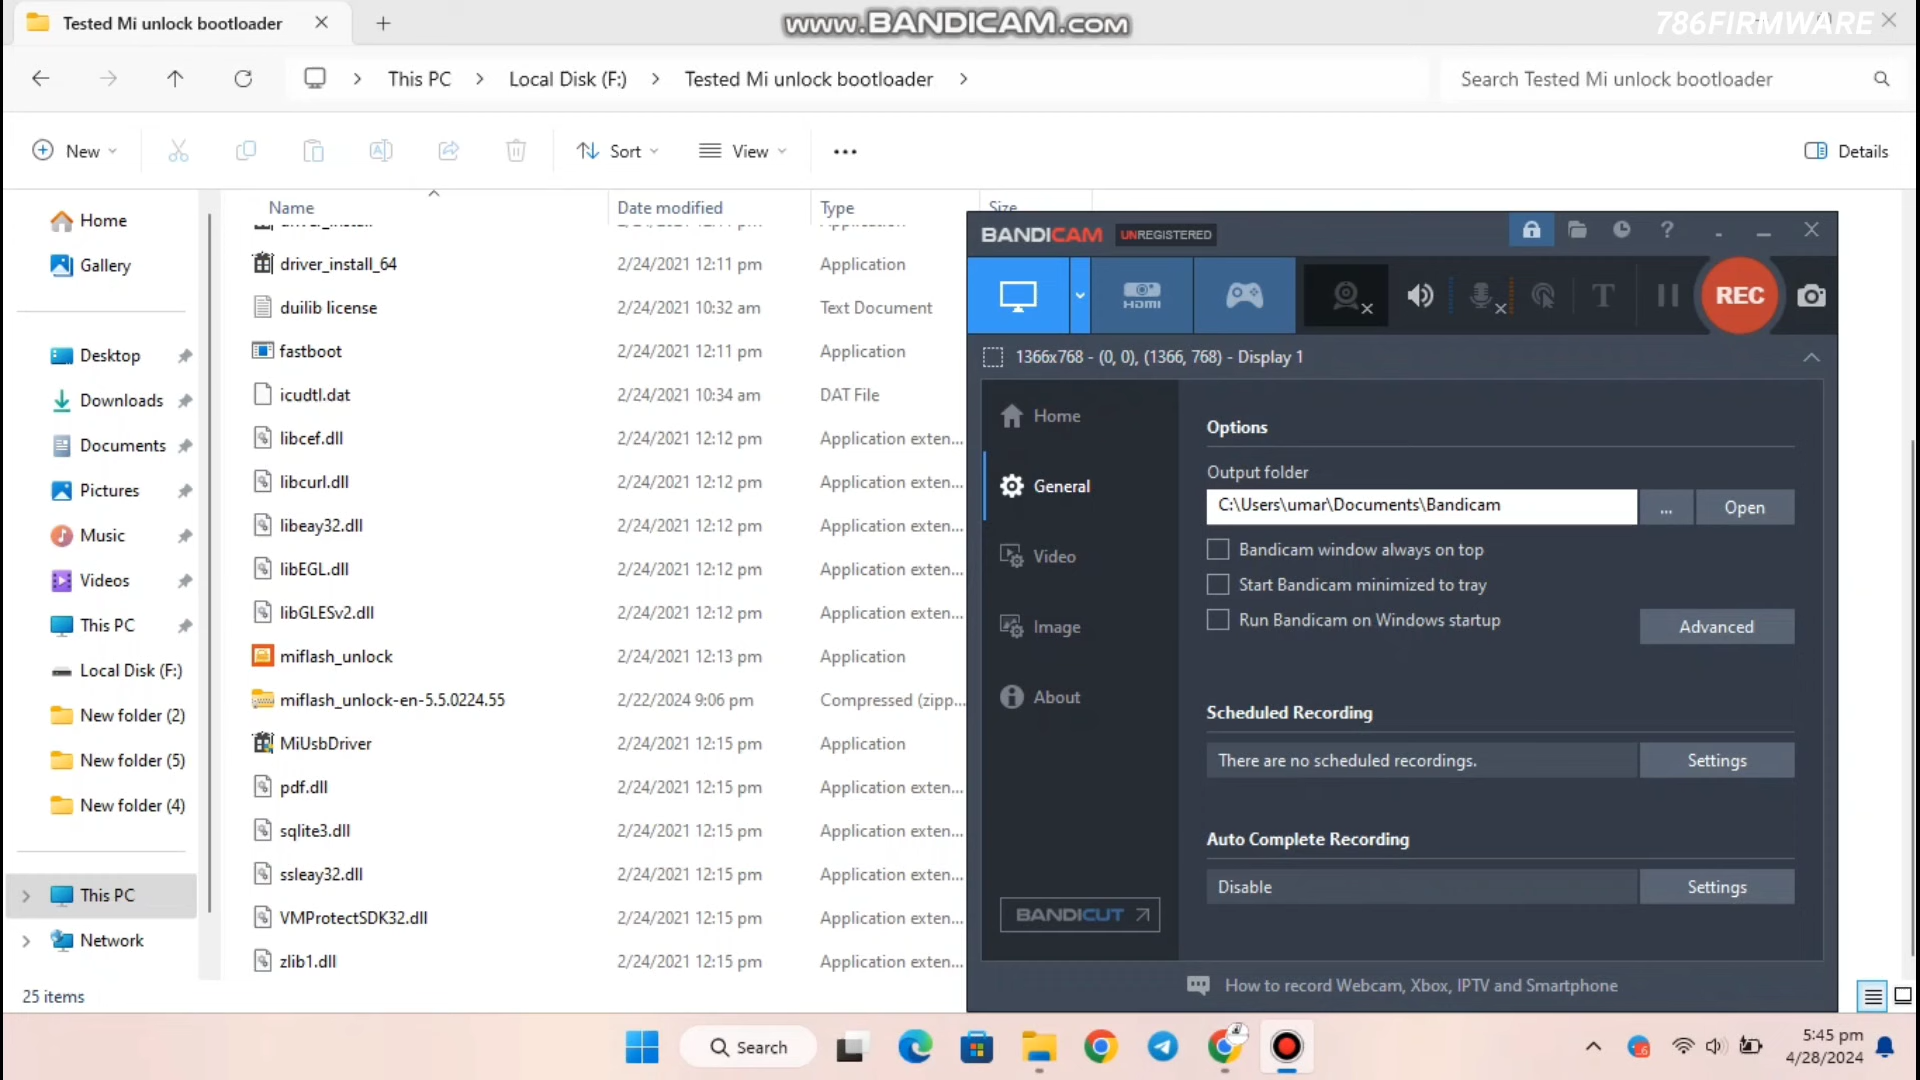 Tested Mi unlock bootloader
www.BANDICAM.com
786FIRMWARE
This PC
Local Disk (F:)
Tested Mi unlock bootloader
Search Tested Mi unlock bootloader
New
Sort
View
Details
Name
Date modified
Type
Size
driver_install_64 2/24/2021 12:11 pm Application
duilib license 2/24/2021 10:32 am Text Document
fastboot 2/24/2021 12:11 pm Application
icudtl.dat 2/24/2021 10:34 am DAT File
libcef.dll 2/24/2021 12:12 pm Application exten...
libcurl.dll 2/24/2021 12:12 pm Application exten...
libeay32.dll 2/24/2021 12:12 pm Application exten...
libEGL.dll 2/24/2021 12:12 pm Application exten...
libGLESv2.dll 2/24/2021 12:12 pm Application exten...
miflash_unlock 2/24/2021 12:13 pm Application
miflash_unlock-en-5.5.0224.55 2/22/2024 9:06 pm Compressed (zipp...
MiUsbDriver 2/24/2021 12:15 pm Application
pdf.dll 2/24/2021 12:15 pm Application exten...
sqlite3.dll 2/24/2021 12:15 pm Application exten...
ssleay32.dll 2/24/2021 12:15 pm Application exten...
VMProtectSDK32.dll 2/24/2021 12:15 pm Application exten...
zlib1.dll 2/24/2021 12:15 pm Application exten...
Home
Gallery
Desktop
Downloads
Documents
Pictures
Music
Videos
This PC
Local Disk (F:)
New folder (2)
New folder (5)
New folder (4)
This PC
Network
25 items
BANDICAM UNREGISTERED
HDMI
T
REC
1366x768 - (0, 0), (1366, 768) - Display 1
Home
General
Video
Image
About
BANDICUT
Options
Output folder
C:\Users\umar\Documents\Bandicam
...
Open
Bandicam window always on top
Start Bandicam minimized to tray
Run Bandicam on Windows startup
Advanced
Scheduled Recording
There are no scheduled recordings.
Settings
Auto Complete Recording
Disable
Settings
How to record Webcam, Xbox, IPTV and Smartphone
Search
5:45 pm
4/28/2024